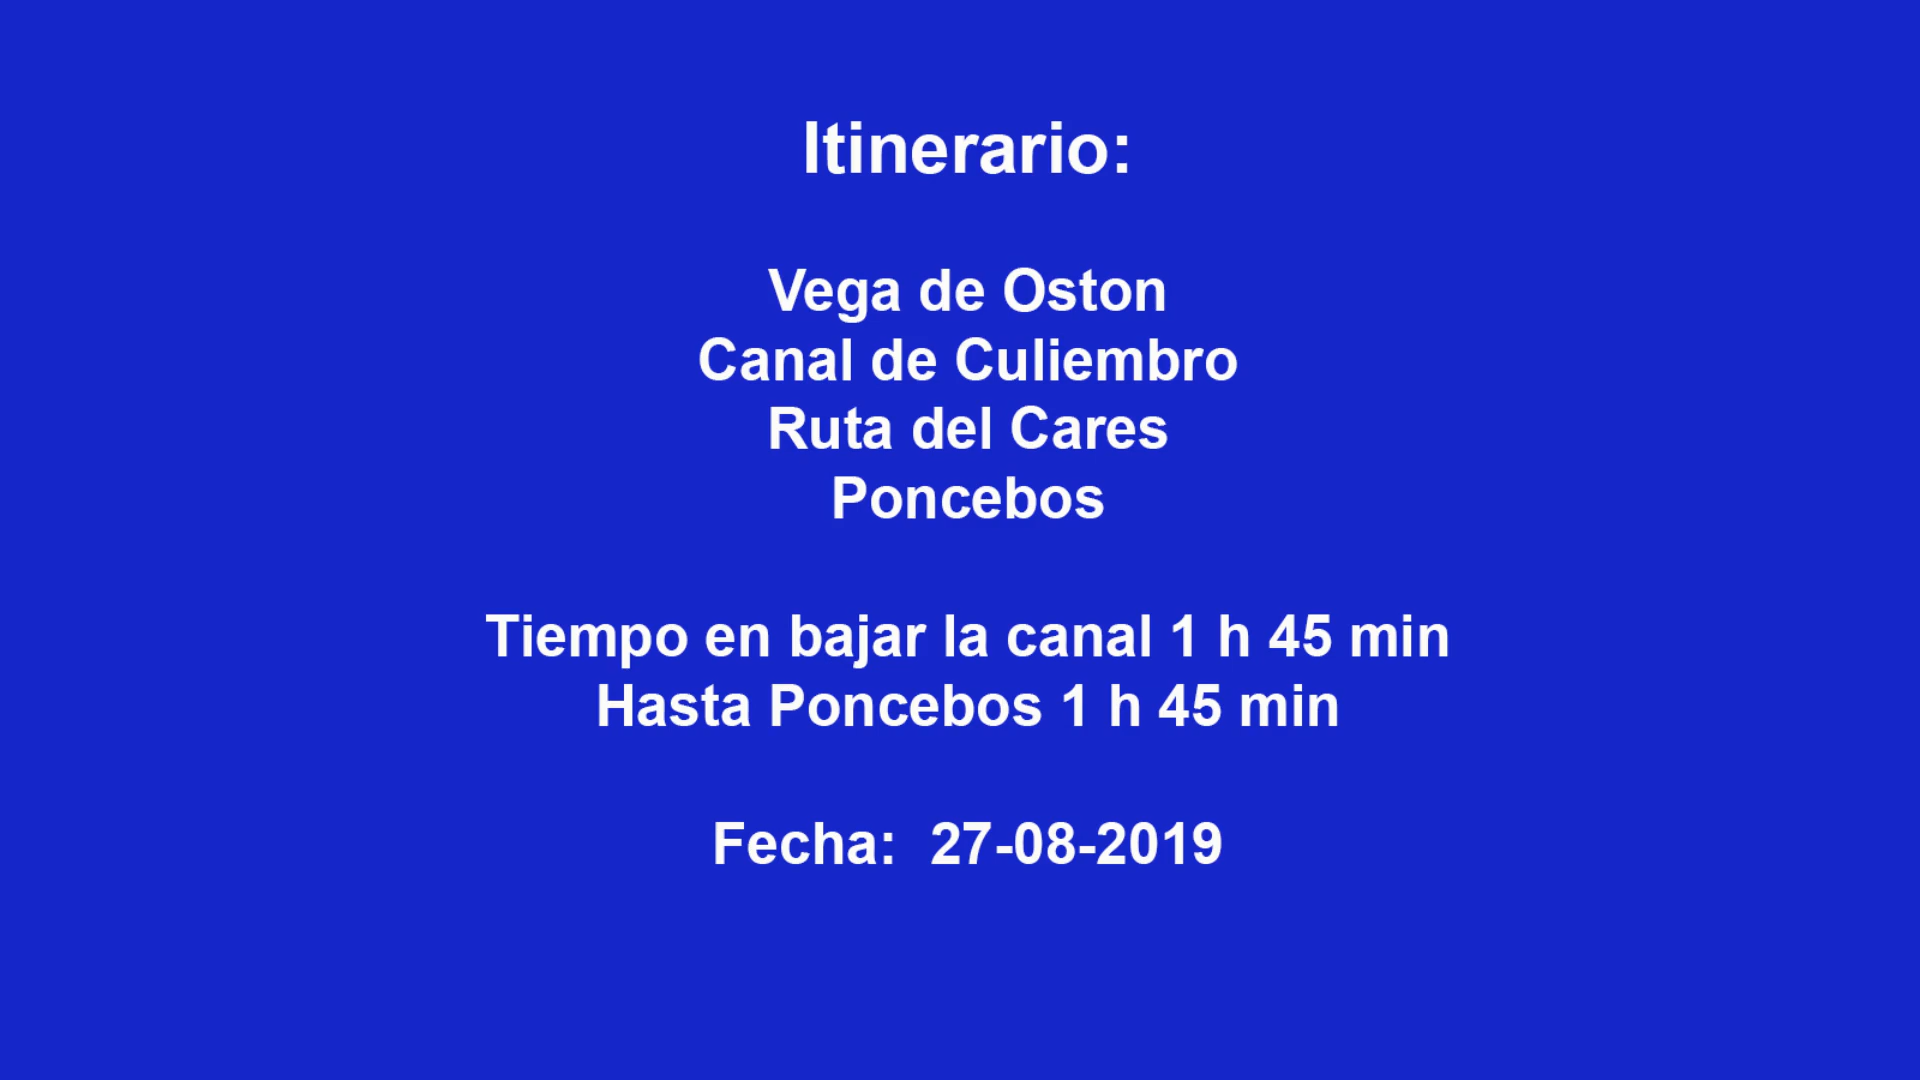 Itinerario:
Vega de Oston
Canal de Culiembro
Ruta del Cares
Poncebos
Tiempo en bajar la canal 1 h 45 min
Hasta Poncebos 1 h 45 min
Fecha:  27-08-2019